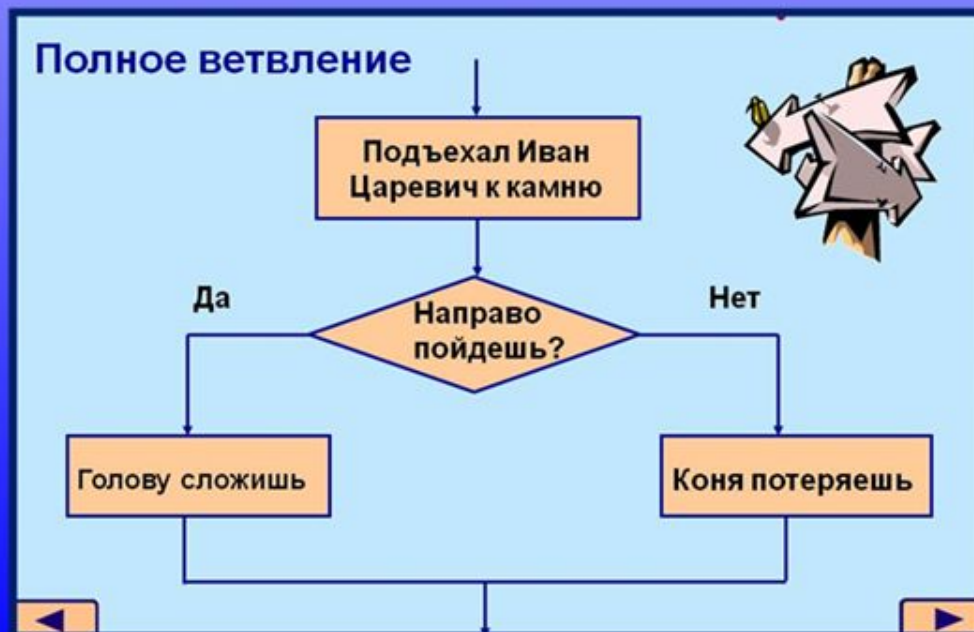 Полное ветвление
Подъехал Иван
Царевич к камню
Да
Нет
Направо
пойдешь?
Голову сложишь
Коня потеряешь